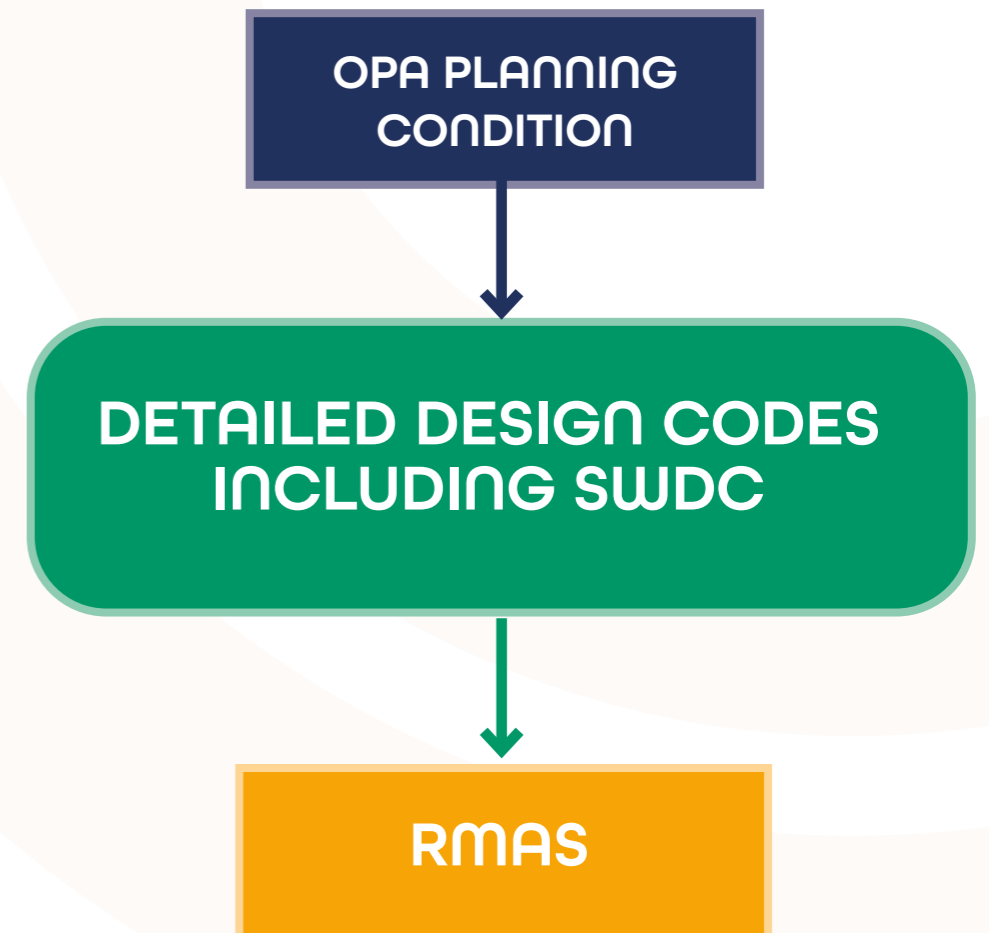 OPA PLANNING
CONDITION
DETAILED DESIGN CODES
INCLUDING SWDC
RMAS